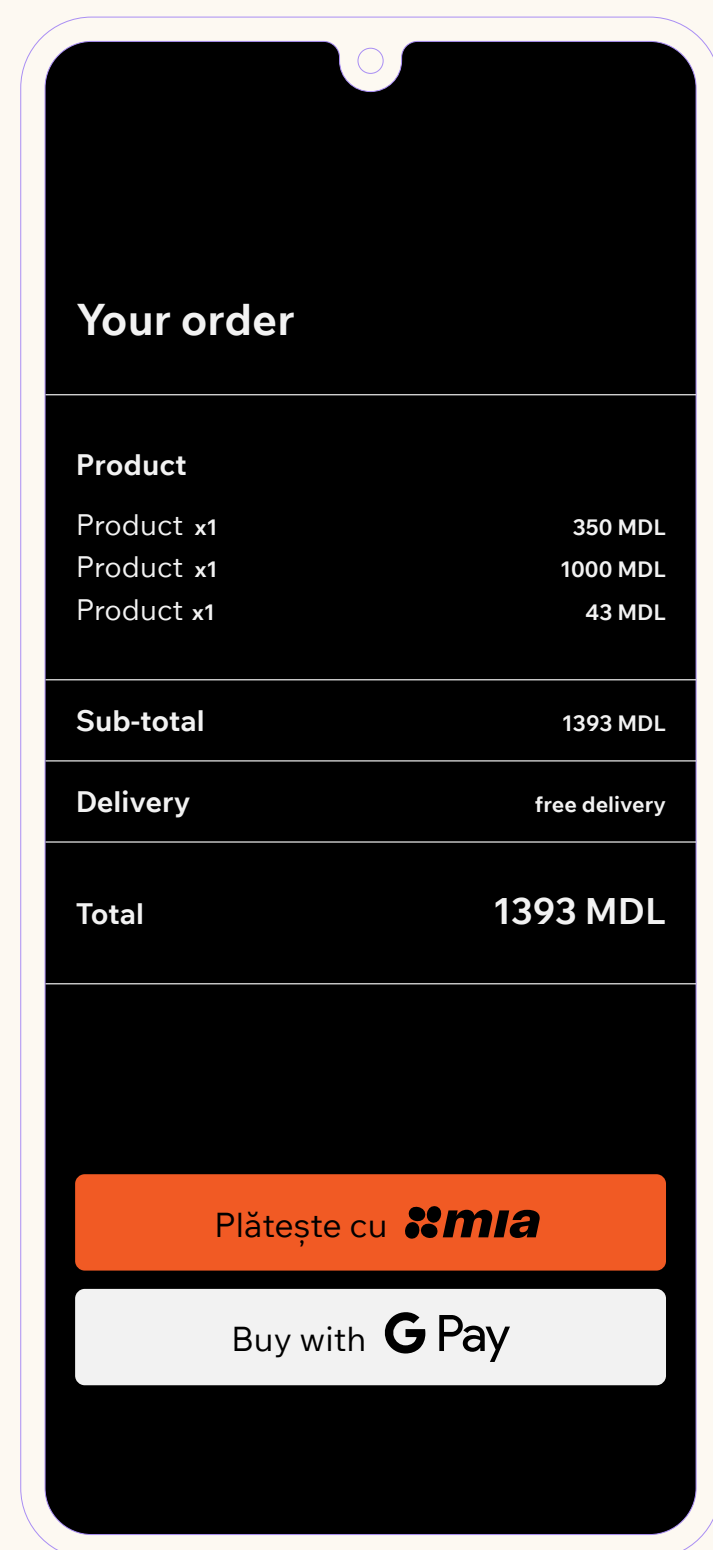 Your order
Product
Product x1 350 MDL
Product x1 1000 MDL
Product x1 43 MDL
Sub-total 1393 MDL
Delivery free delivery
Total 1393 MDL
Plătește cu mıa
Buy with G Pay